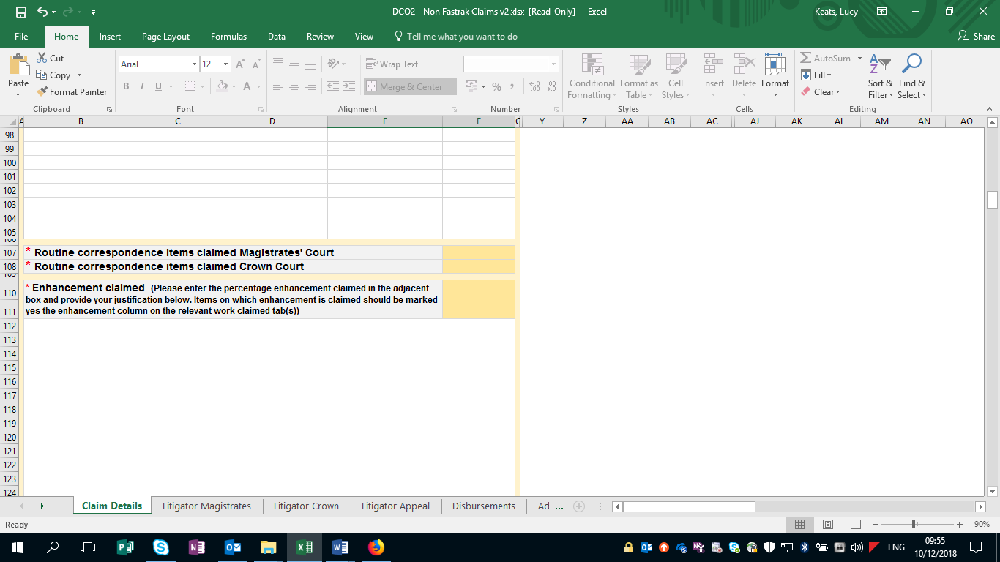 DCO2 - Non Fastrak Claims v2.xlsx [Read-Only] - Excel
Keats, Lucy
File Home Insert Page Layout Formulas Data Review View Tell me what you want to do Share
Paste
Cut
Copy
Format Painter
Clipboard
Arial 12
B I U A
Font
Wrap Text
Merge & Center
Alignment
%
Number
Conditional Formatting
Format as Table
Cell Styles
Styles
Insert Delete Format
Cells
AutoSum
Fill
Clear
Sort & Filter
Find & Select
Editing
A B C D E F G Y Z AA AB AC AJ AK AL AM AN AO
98
99
100
101
102
103
104
105
106
107 * Routine correspondence items claimed Magistrates' Court
108 * Routine correspondence items claimed Crown Court
109
110 * Enhancement claimed (Please enter the percentage enhancement claimed in the adjacent
box and provide your justification below. Items on which enhancement is claimed should be marked
111 yes the enhancement column on the relevant work claimed tab(s))
112
113
114
115
116
117
118
119
120
121
122
123
124
Claim Details Litigator Magistrates Litigator Crown Litigator Appeal Disbursements Ad ...
Ready
90%
ENG
09:55
10/12/2018